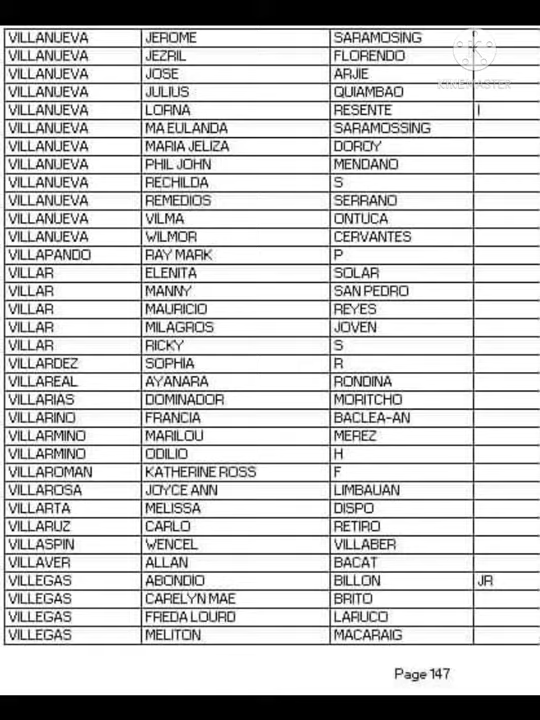 VILLANUEVA JEROME SARAMOSING
VILLANUEVA JEZRIL FLORENDO
VILLANUEVA JOSE ARJIE
VILLANUEVA JULIUS QUIAMBAO
VILLANUEVA LORNA RESENTE I
VILLANUEVA MA EULANDA SARAMOSSING
VILLANUEVA MARIA JELIZA DOROY
VILLANUEVA PHIL JOHN MENDANO
VILLANUEVA RECHILDA S
VILLANUEVA REMEDIOS SERRANO
VILLANUEVA VILMA ONTUCA
VILLANUEVA WILMOR CERVANTES
VILLAPANDO RAY MARK P
VILLAR ELENITA SOLAR
VILLAR MANNY SAN PEDRO
VILLAR MAURICIO REYES
VILLAR MILAGROS JOVEN
VILLAR RICKY S
VILLARDEZ SOPHIA R
VILLAREAL AYANARA RONDINA
VILLARIAS DOMINADOR MORITCHO
VILLARINO FRANCIA BACLEA-AN
VILLARMINO MARILOU MEREZ
VILLARMINO ODILIO H
VILLAROMAN KATHERINE ROSS F
VILLAROSA JOYCE ANN LIMBAUAN
VILLARTA MELISSA DISPO
VILLARUZ CARLO RETIRO
VILLASPIN WENCEL VILLABER
VILLAVER ALLAN BACAT
VILLEGAS ABONDIO BILLON JR
VILLEGAS CARELYN MAE BRITO
VILLEGAS FREDA LOURD LARUCO
VILLEGAS MELITON MACARAIG
Page 147
KINEMASTER